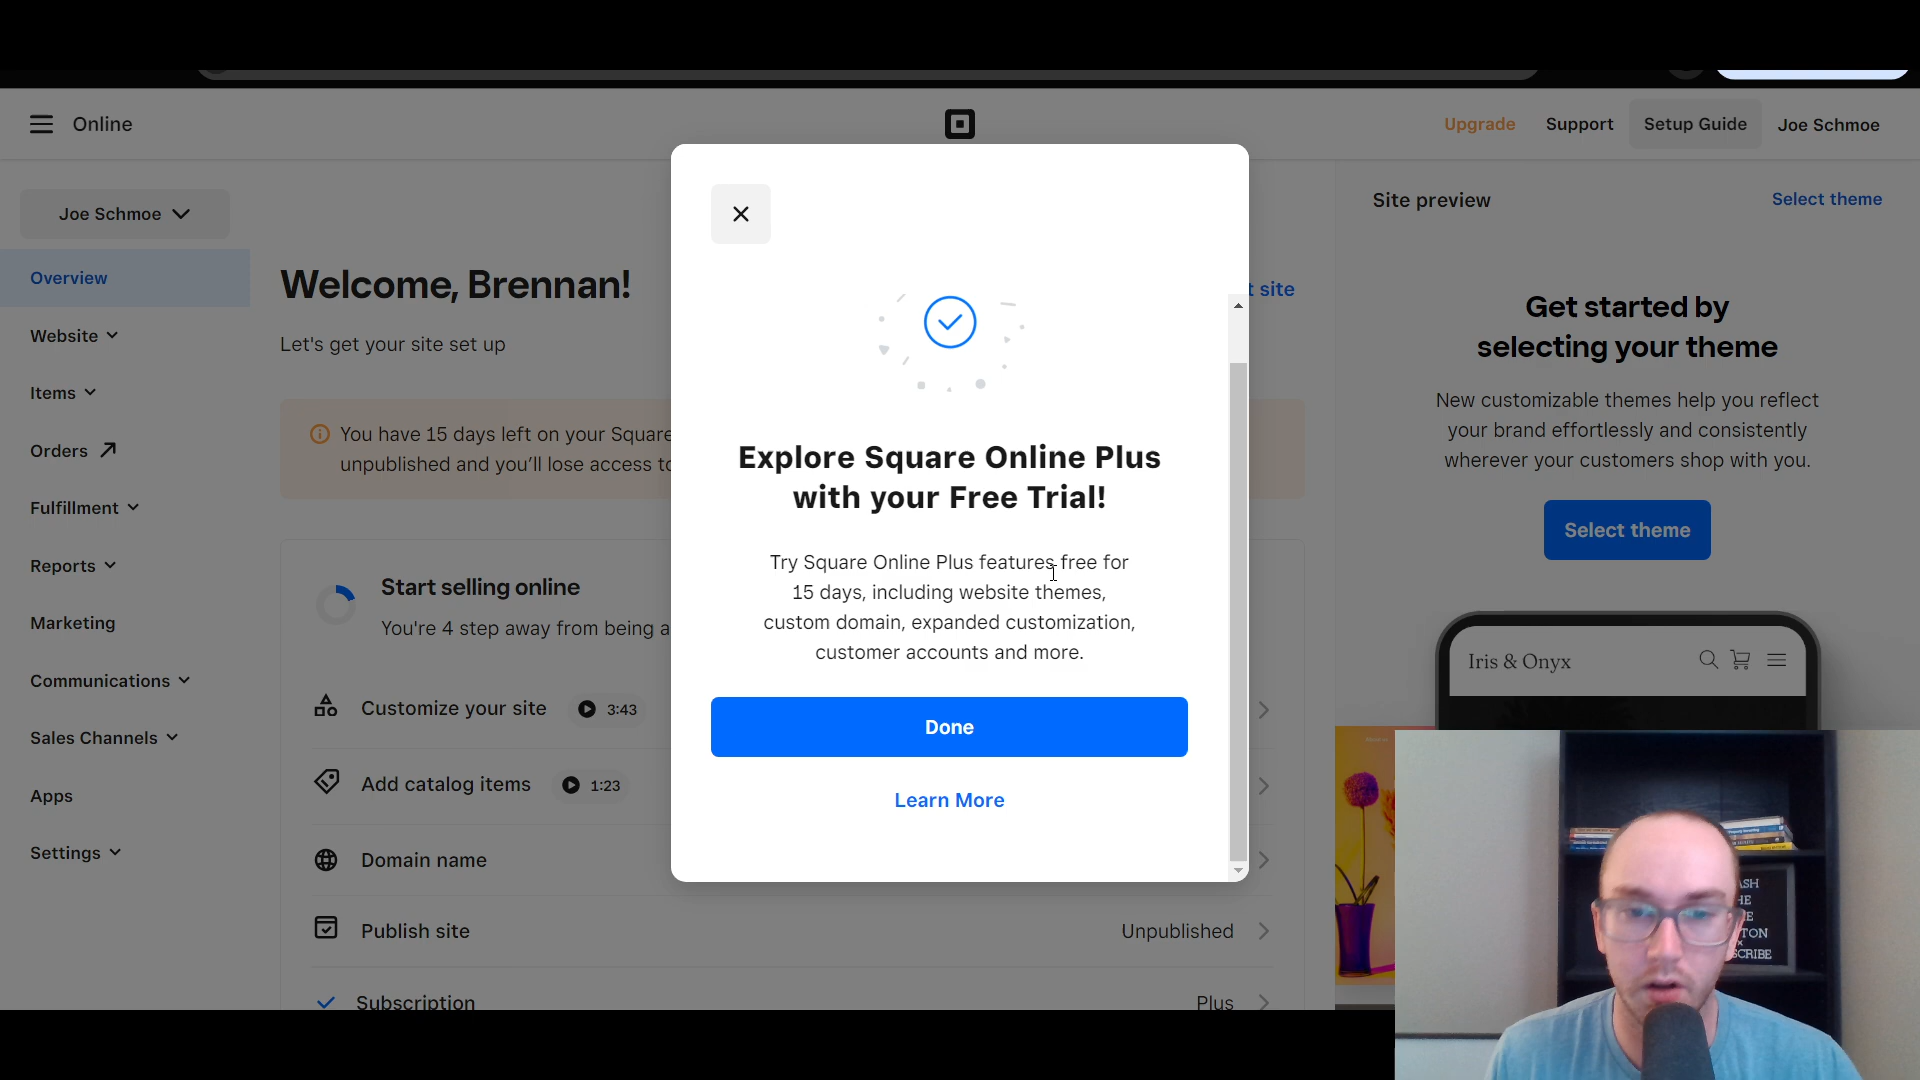 Online
Upgrade
Support
Setup Guide
Joe Schmoe
Joe Schmoe
Overview
Website
Items
Orders
Fulfillment
Reports
Marketing
Communications
Sales Channels
Apps
Settings
Welcome, Brennan!
t site
Let's get your site set up
You have 15 days left on your Square
unpublished and you'll lose access to
Start selling online
You're 4 step away from being a
Customize your site
3:43
Add catalog items
1:23
Domain name
Publish site
Unpublished
Subscription
Plus
Explore Square Online Plus
with your Free Trial!
Try Square Online Plus features free for
15 days, including website themes,
custom domain, expanded customization,
customer accounts and more.
Done
Learn More
Site preview
Select theme
Get started by
selecting your theme
New customizable themes help you reflect
your brand effortlessly and consistently
wherever your customers shop with you.
Select theme
Iris & Onyx